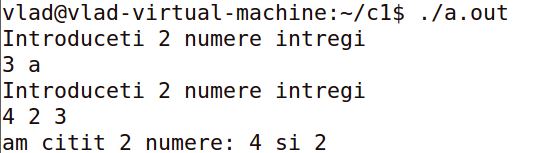 vlad@vlad-virtual-machine:~/c1$ ./a.out
Introduceti 2 numere intregi
3 a
Introduceti 2 numere intregi
4 2 3
am citit 2 numere: 4 si 2